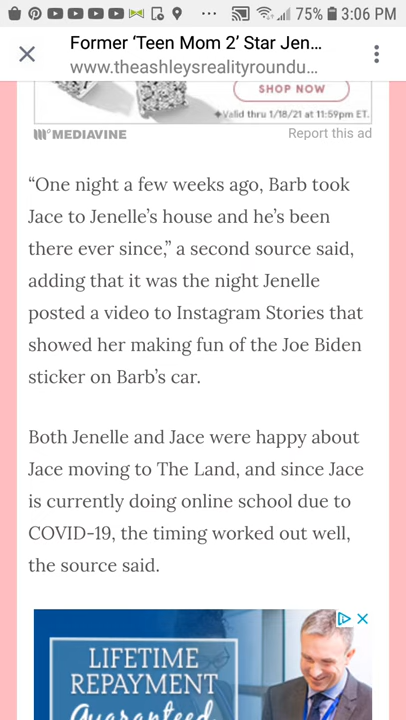 75% 3:06 PM
Former ‘Teen Mom 2’ Star Jen...
www.theashleysrealityroundu...
SHOP NOW
Valid thru 1/18/21 at 11:59pm ET.
MEDIAVINE
Report this ad
“One night a few weeks ago, Barb took
Jace to Jenelle’s house and he’s been
there ever since,” a second source said,
adding that it was the night Jenelle
posted a video to Instagram Stories that
showed her making fun of the Joe Biden
sticker on Barb’s car.
Both Jenelle and Jace were happy about
Jace moving to The Land, and since Jace
is currently doing online school due to
COVID-19, the timing worked out well,
the source said.
LIFETIME
REPAYMENT
Guaranteed